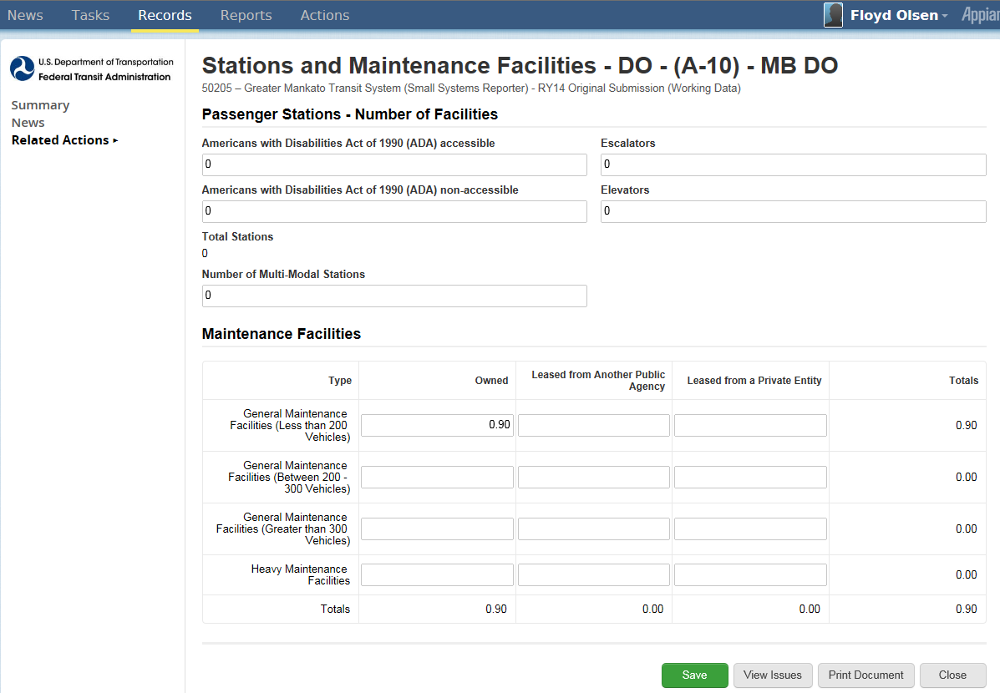 News Tasks Records Reports Actions Floyd Olsen
U.S. Department of Transportation
Federal Transit Administration
Summary
News
Related Actions
Stations and Maintenance Facilities - DO - (A-10) - MB DO
50205 – Greater Mankato Transit System (Small Systems Reporter) - RY14 Original Submission (Working Data)
Passenger Stations - Number of Facilities
Americans with Disabilities Act of 1990 (ADA) accessible Escalators
0 0
Americans with Disabilities Act of 1990 (ADA) non-accessible Elevators
0 0
Total Stations
0
Number of Multi-Modal Stations
0
Maintenance Facilities
Type Owned Leased from Another Public Agency Leased from a Private Entity Totals
General Maintenance Facilities (Less than 200 Vehicles) 0.90 0.90
General Maintenance Facilities (Between 200 - 300 Vehicles) 0.00
General Maintenance Facilities (Greater than 300 Vehicles) 0.00
Heavy Maintenance Facilities 0.00
Totals 0.90 0.00 0.00 0.90
Save View Issues Print Document Close